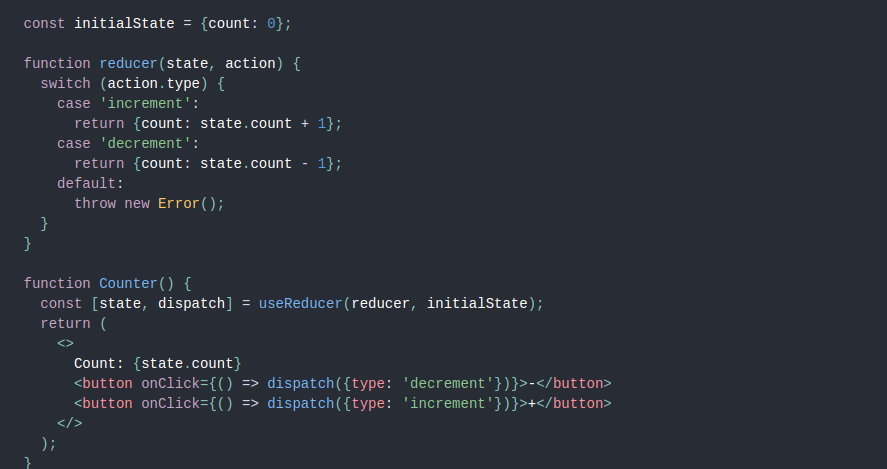 const initialState = {count: 0};

function reducer(state, action) {
  switch (action.type) {
    case 'increment':
      return {count: state.count + 1};
    case 'decrement':
      return {count: state.count - 1};
    default:
      throw new Error();
  }
}

function Counter() {
  const [state, dispatch] = useReducer(reducer, initialState);
  return (
    <>
      Count: {state.count}
      <button onClick={() => dispatch({type: 'decrement'})}>-</button>
      <button onClick={() => dispatch({type: 'increment'})}>+</button>
    </>
  );
}